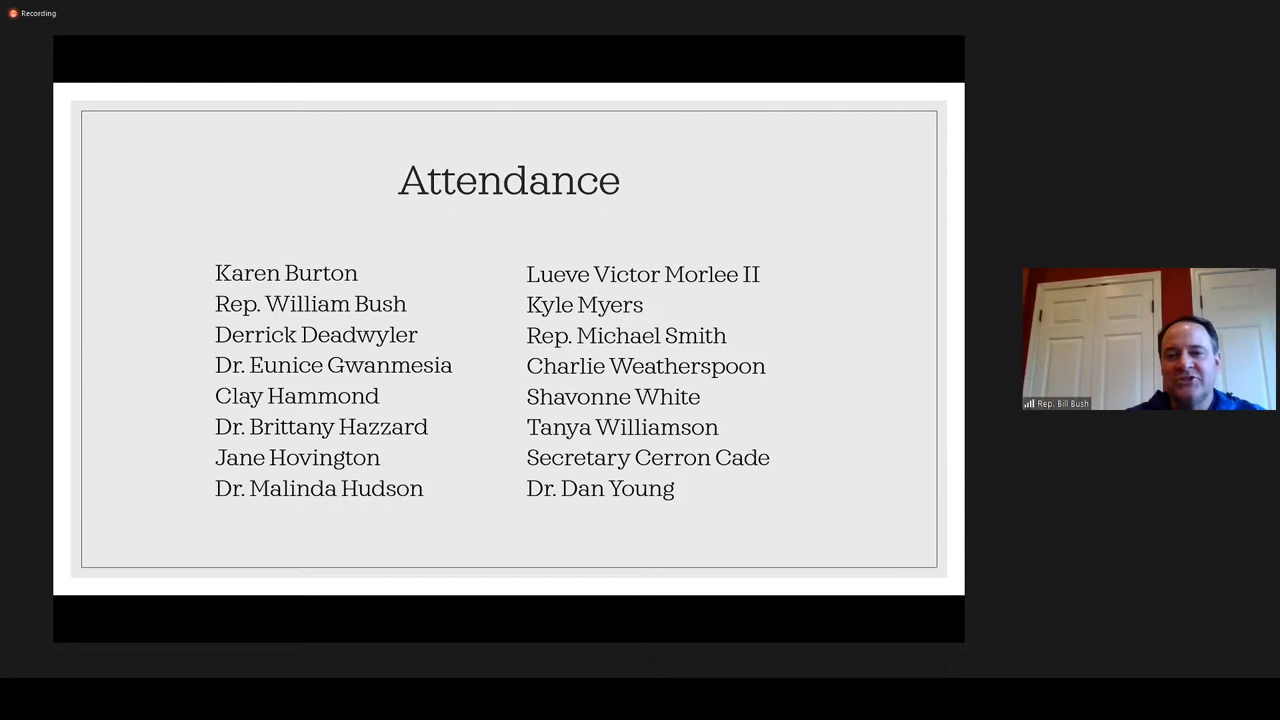 Recording
Attendance
Karen Burton
Rep. William Bush
Derrick Deadwyler
Dr. Eunice Gwanmesia
Clay Hammond
Dr. Brittany Hazzard
Jane Hovington
Dr. Malinda Hudson
Lueve Victor Morlee II
Kyle Myers
Rep. Michael Smith
Charlie Weatherspoon
Shavonne White
Tanya Williamson
Secretary Cerron Cade
Dr. Dan Young
Rep. Bill Bush